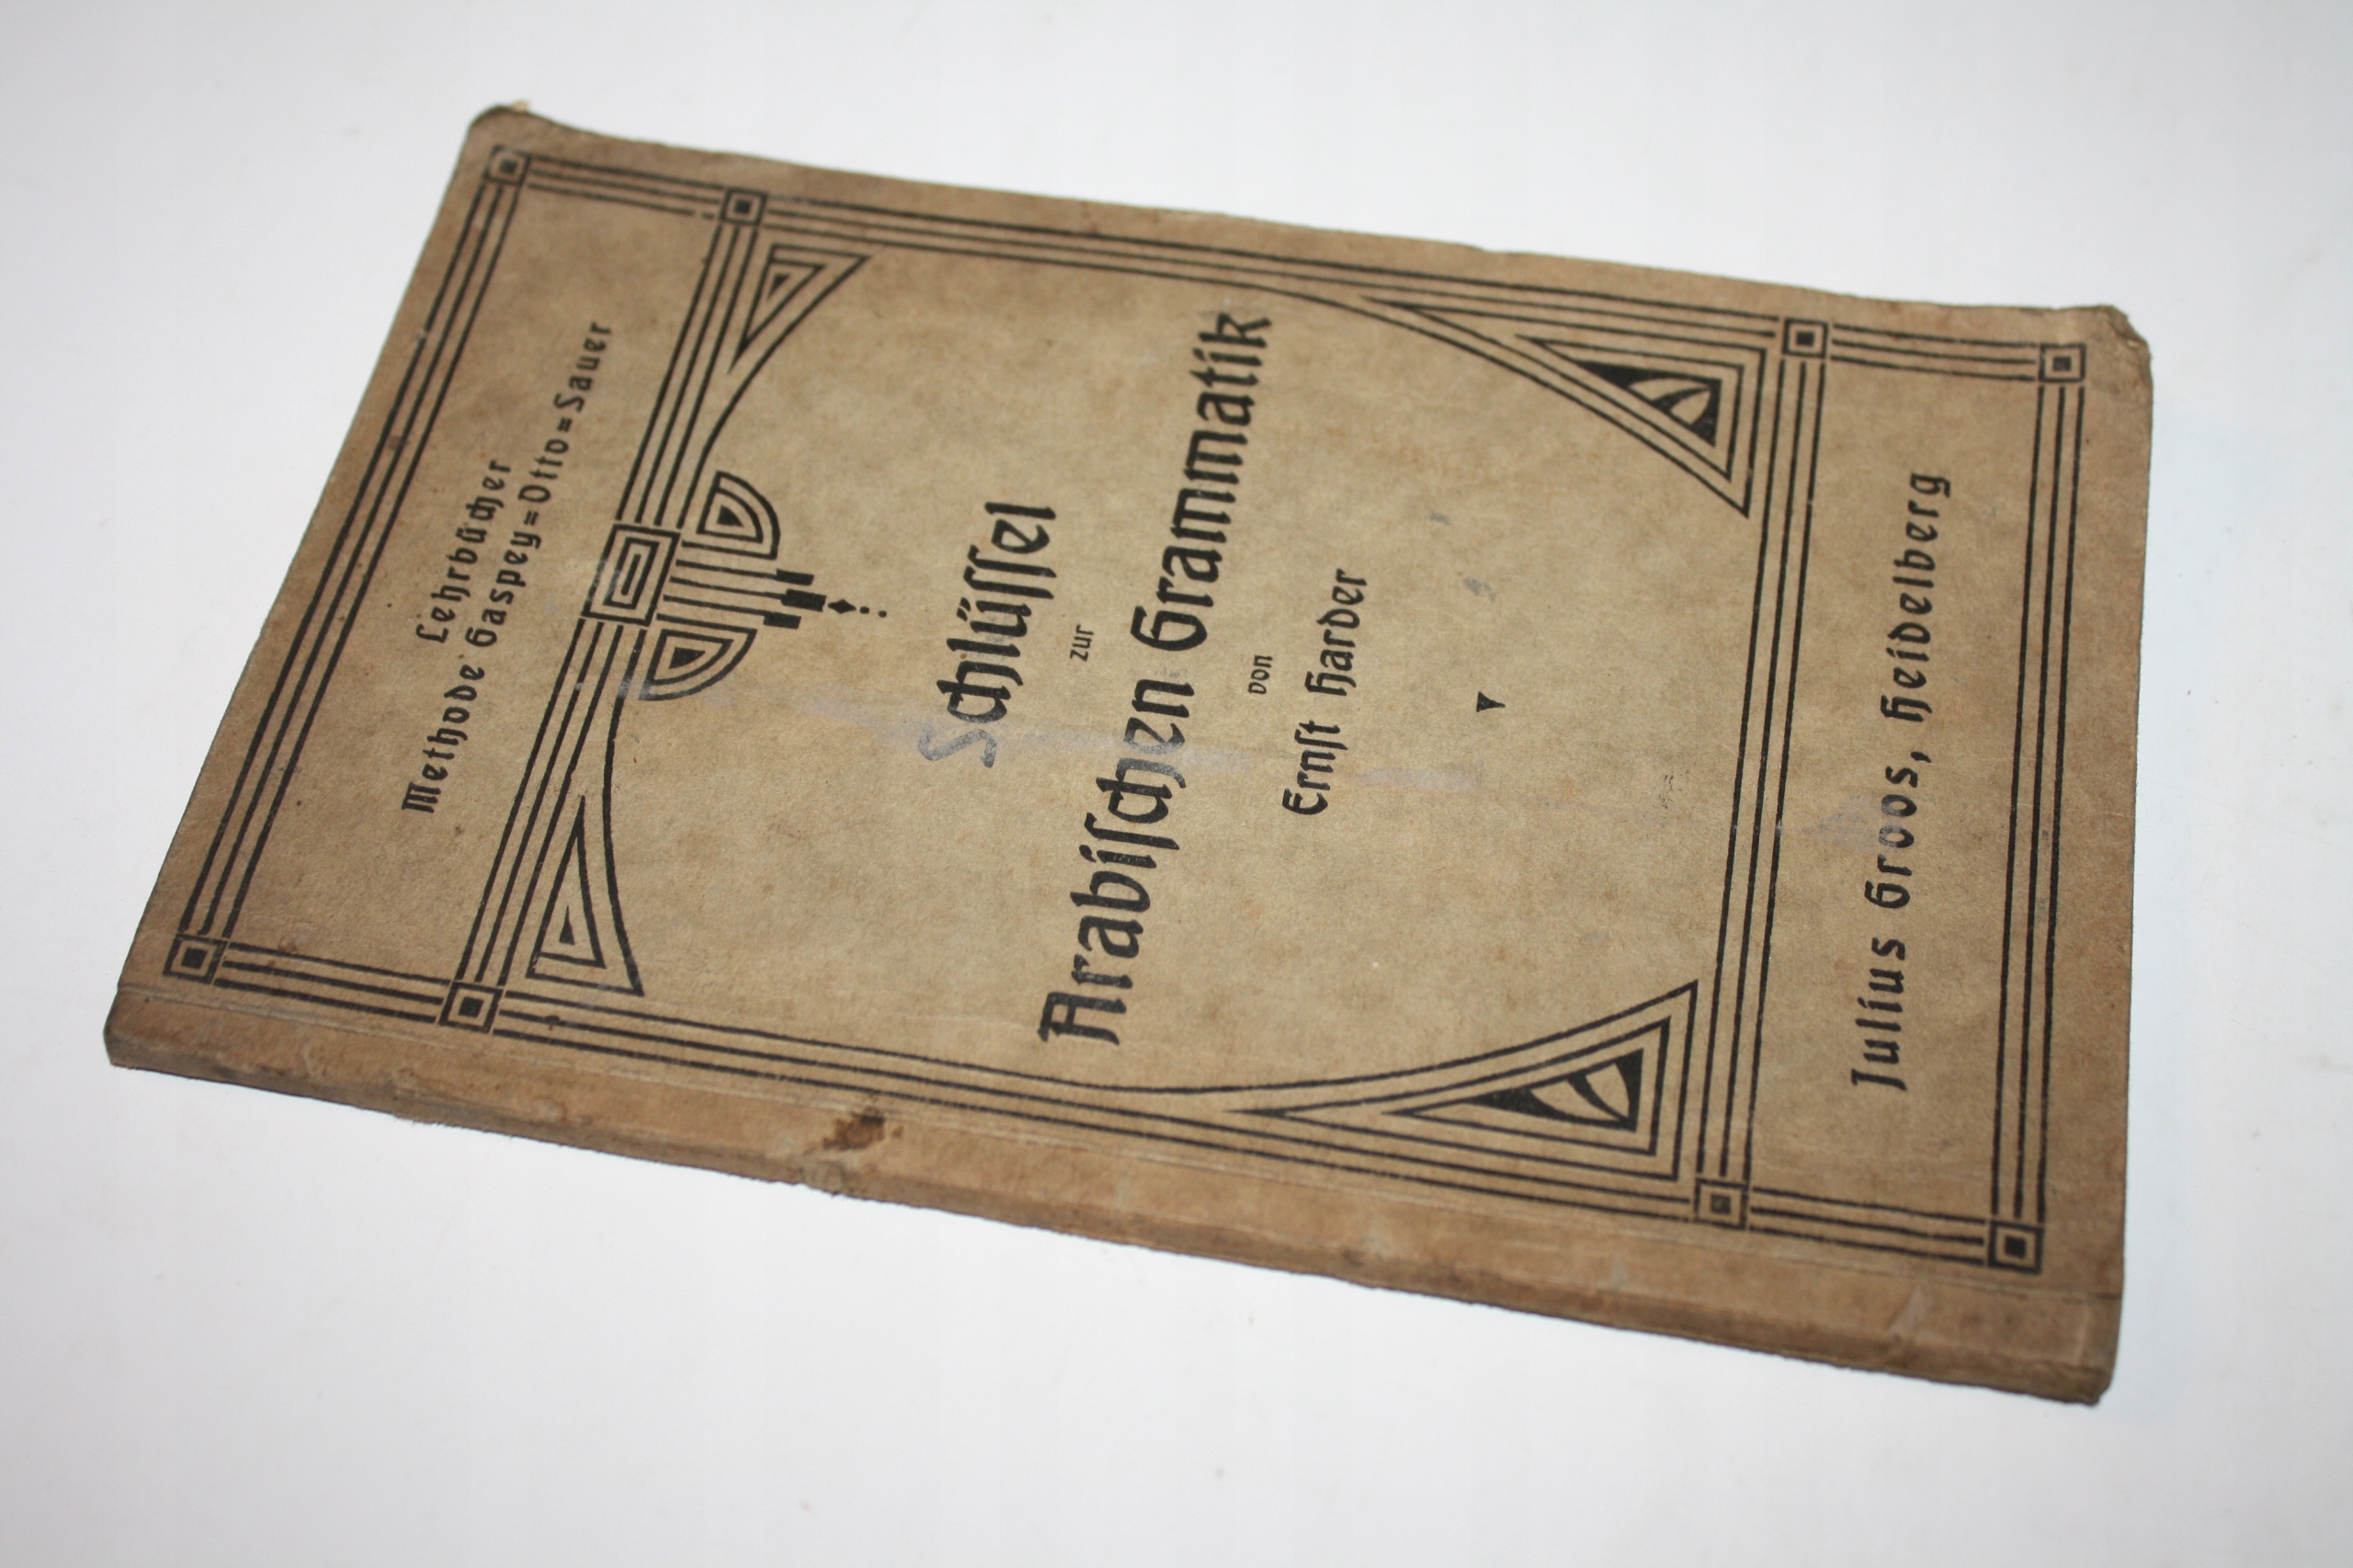 Lehrbücher
Methode Gaspey=Otto=Sauer
Schlüſſel
zur
Arabiſchen Grammatik
von
Ernſt Harder
Julius Groos, Heidelberg